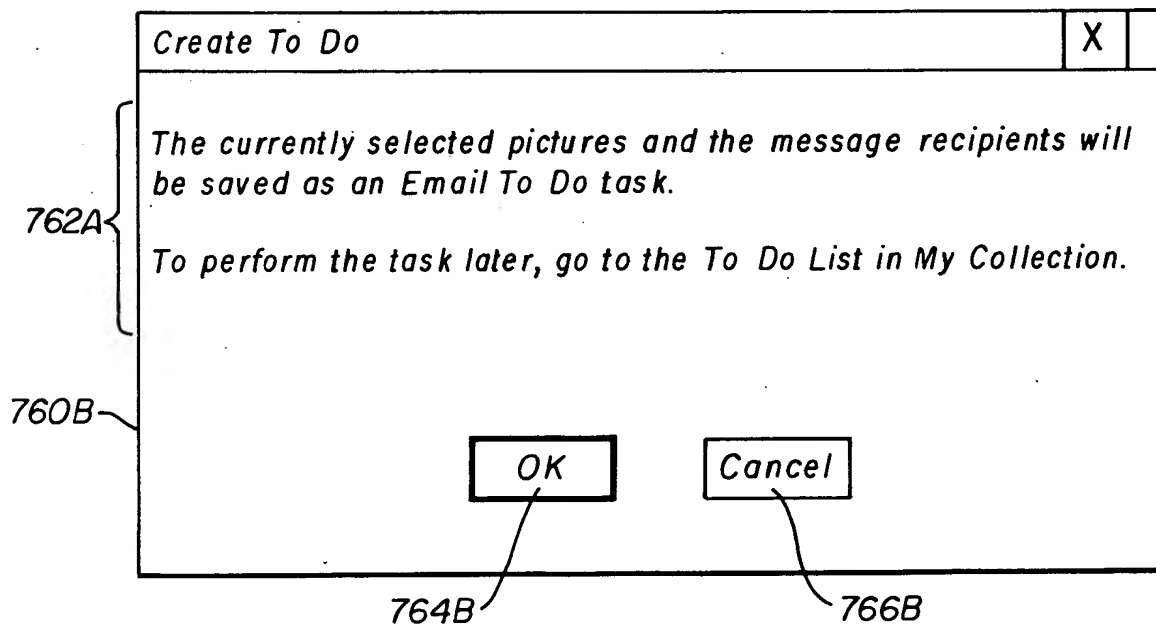 Create To Do X
The currently selected pictures and the message recipients will
be saved as an Email To Do task.
762A
To perform the task later, go to the To Do List in My Collection.
760B
OK Cancel
764B 766B